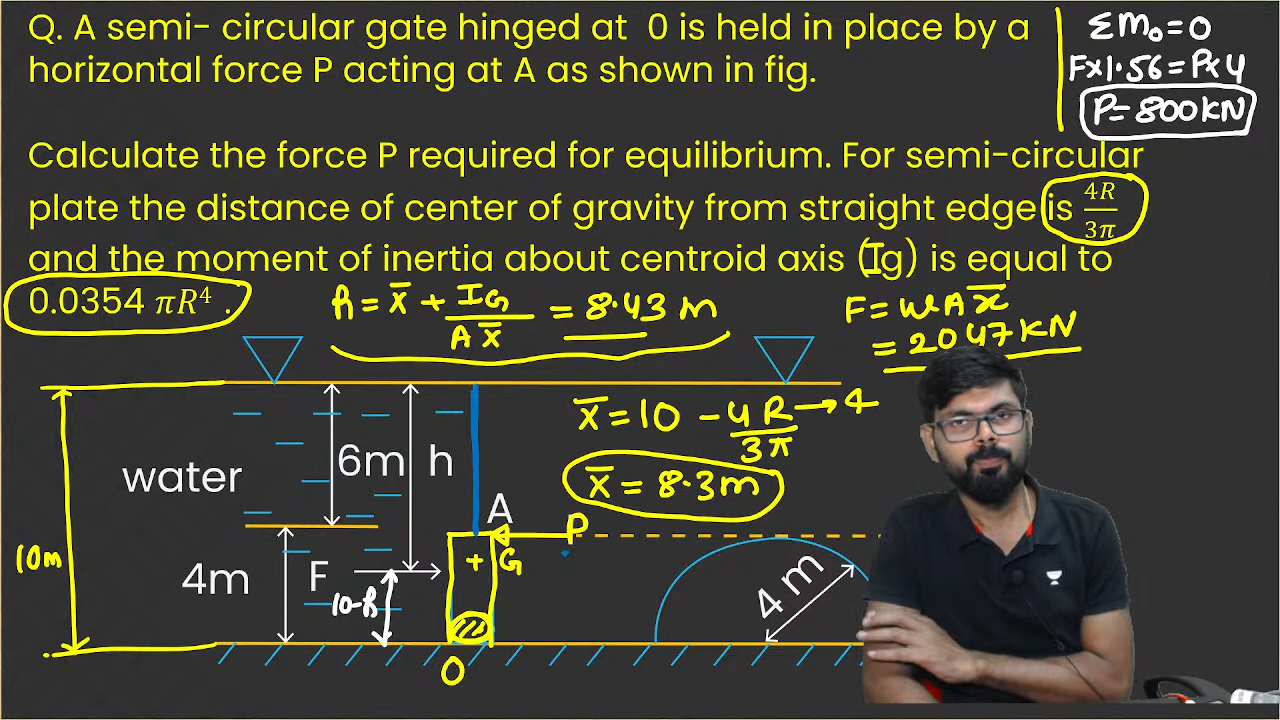 Q. A semi- circular gate hinged at 0 is held in place by a
horizontal force P acting at A as shown in fig.
Calculate the force P required for equilibrium. For semi-circular
plate the distance of center of gravity from straight edge is 4R/3π
and the moment of inertia about centroid axis (Ig) is equal to
0.0354 πR⁴ .
ΣM₀=0
F×1.56=P×4
P=800KN
h = x̄ + IG/Ax̄ = 8.43 m
F= wAx̄
= 2047 KN
x̄ = 10 - 4R/3π → 4
x̄ = 8.3m
water
6m
h
A
P
G
10m
4m
F
10-h
4 m
O